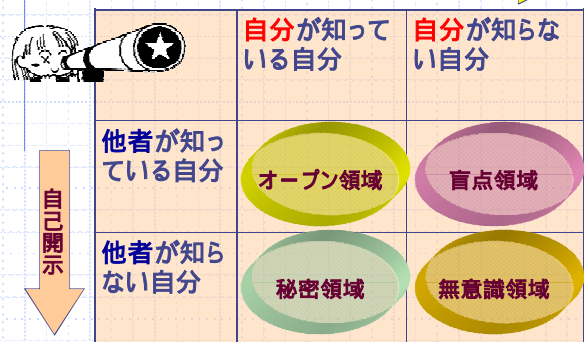 自分が知って
いる自分
自分が知らな
い自分
他者が知っ
ている自分
オープン領域
盲点領域
自己開示
他者が知ら
ない自分
秘密領域
無意識領域